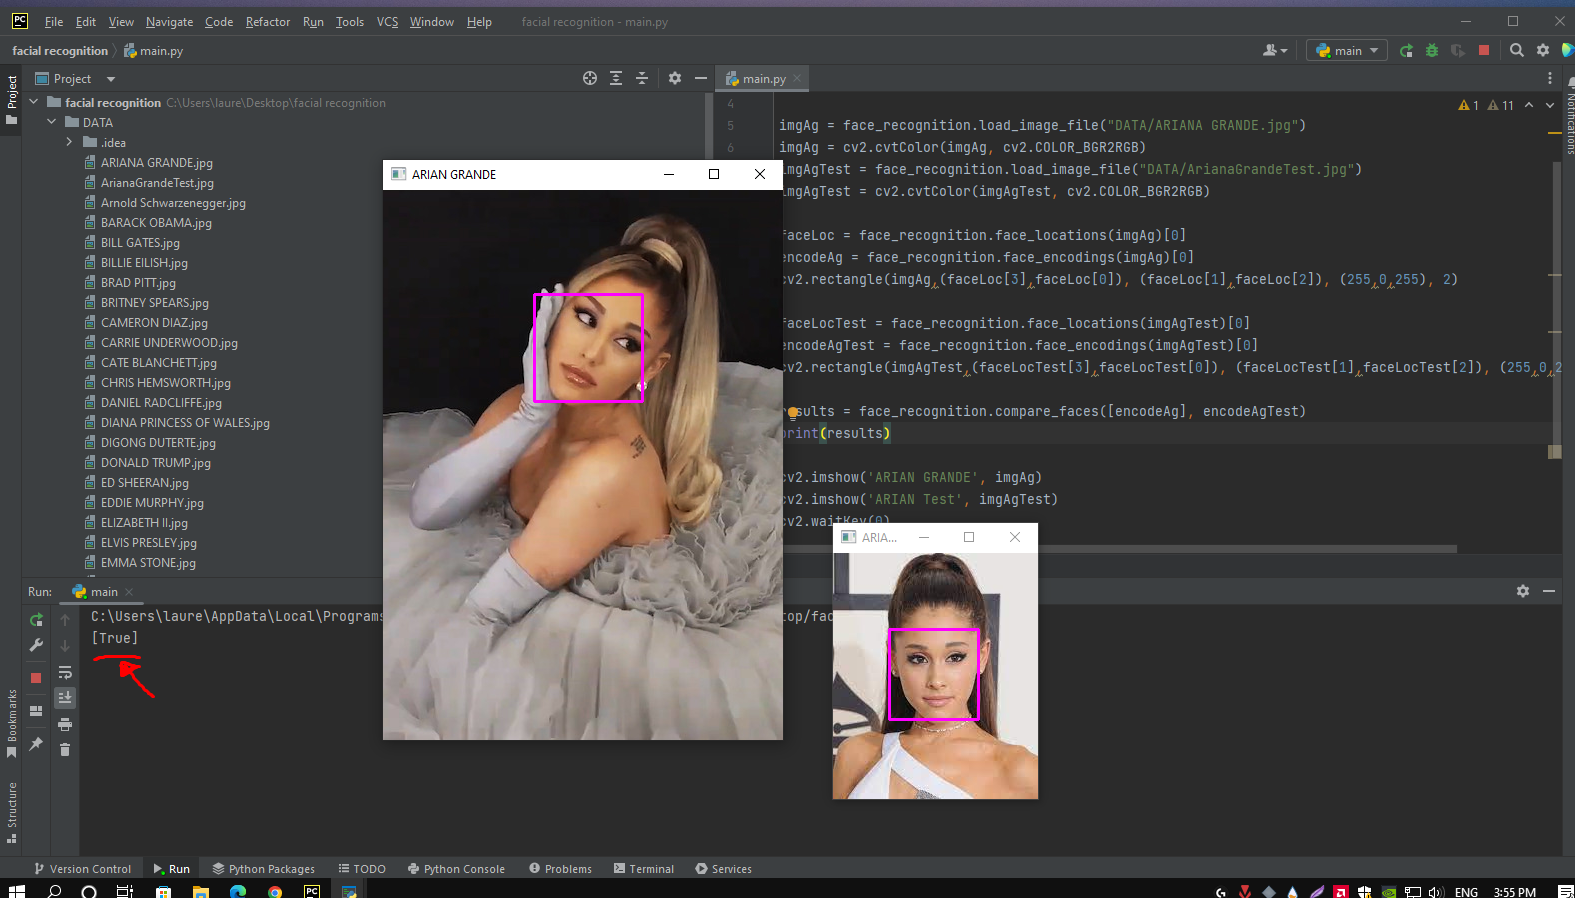 File Edit View Navigate Code Refactor Run Tools VCS Window Help facial recognition - main.py
facial recognition main.py
main
Project
Project
main.py
Notifications
facial recognition C:\Users\laure\Desktop\facial recognition
DATA
.idea
ARIANA GRANDE.jpg
ArianaGrandeTest.jpg
Arnold Schwarzenegger.jpg
BARACK OBAMA.jpg
BILL GATES.jpg
BILLIE EILISH.jpg
BRAD PITT.jpg
BRITNEY SPEARS.jpg
CAMERON DIAZ.jpg
CARRIE UNDERWOOD.jpg
CATE BLANCHETT.jpg
CHRIS HEMSWORTH.jpg
DANIEL RADCLIFFE.jpg
DIANA PRINCESS OF WALES.jpg
DIGONG DUTERTE.jpg
DONALD TRUMP.jpg
ED SHEERAN.jpg
EDDIE MURPHY.jpg
ELIZABETH II.jpg
ELVIS PRESLEY.jpg
EMMA STONE.jpg
4
1 11
5 imgAg = face_recognition.load_image_file("DATA/ARIANA GRANDE.jpg")
6 imgAg = cv2.cvtColor(imgAg, cv2.COLOR_BGR2RGB)
imgAgTest = face_recognition.load_image_file("DATA/ArianaGrandeTest.jpg")
imgAgTest = cv2.cvtColor(imgAgTest, cv2.COLOR_BGR2RGB)
faceLoc = face_recognition.face_locations(imgAg)[0]
encodeAg = face_recognition.face_encodings(imgAg)[0]
cv2.rectangle(imgAg,(faceLoc[3],faceLoc[0]), (faceLoc[1],faceLoc[2]), (255,0,255), 2)
faceLocTest = face_recognition.face_locations(imgAgTest)[0]
encodeAgTest = face_recognition.face_encodings(imgAgTest)[0]
cv2.rectangle(imgAgTest,(faceLocTest[3],faceLocTest[0]), (faceLocTest[1],faceLocTest[2]), (255,0,2
results = face_recognition.compare_faces([encodeAg], encodeAgTest)
print(results)
cv2.imshow('ARIAN GRANDE', imgAg)
cv2.imshow('ARIAN Test', imgAgTest)
cv2.waitKey(0)
ARIAN GRANDE
ARIA...
Run: main
C:\Users\laure\AppData\Local\Programs
top/fac
[True]
Bookmarks
Structure
Version Control Run Python Packages TODO Python Console Problems Terminal Services
ENG 3:55 PM